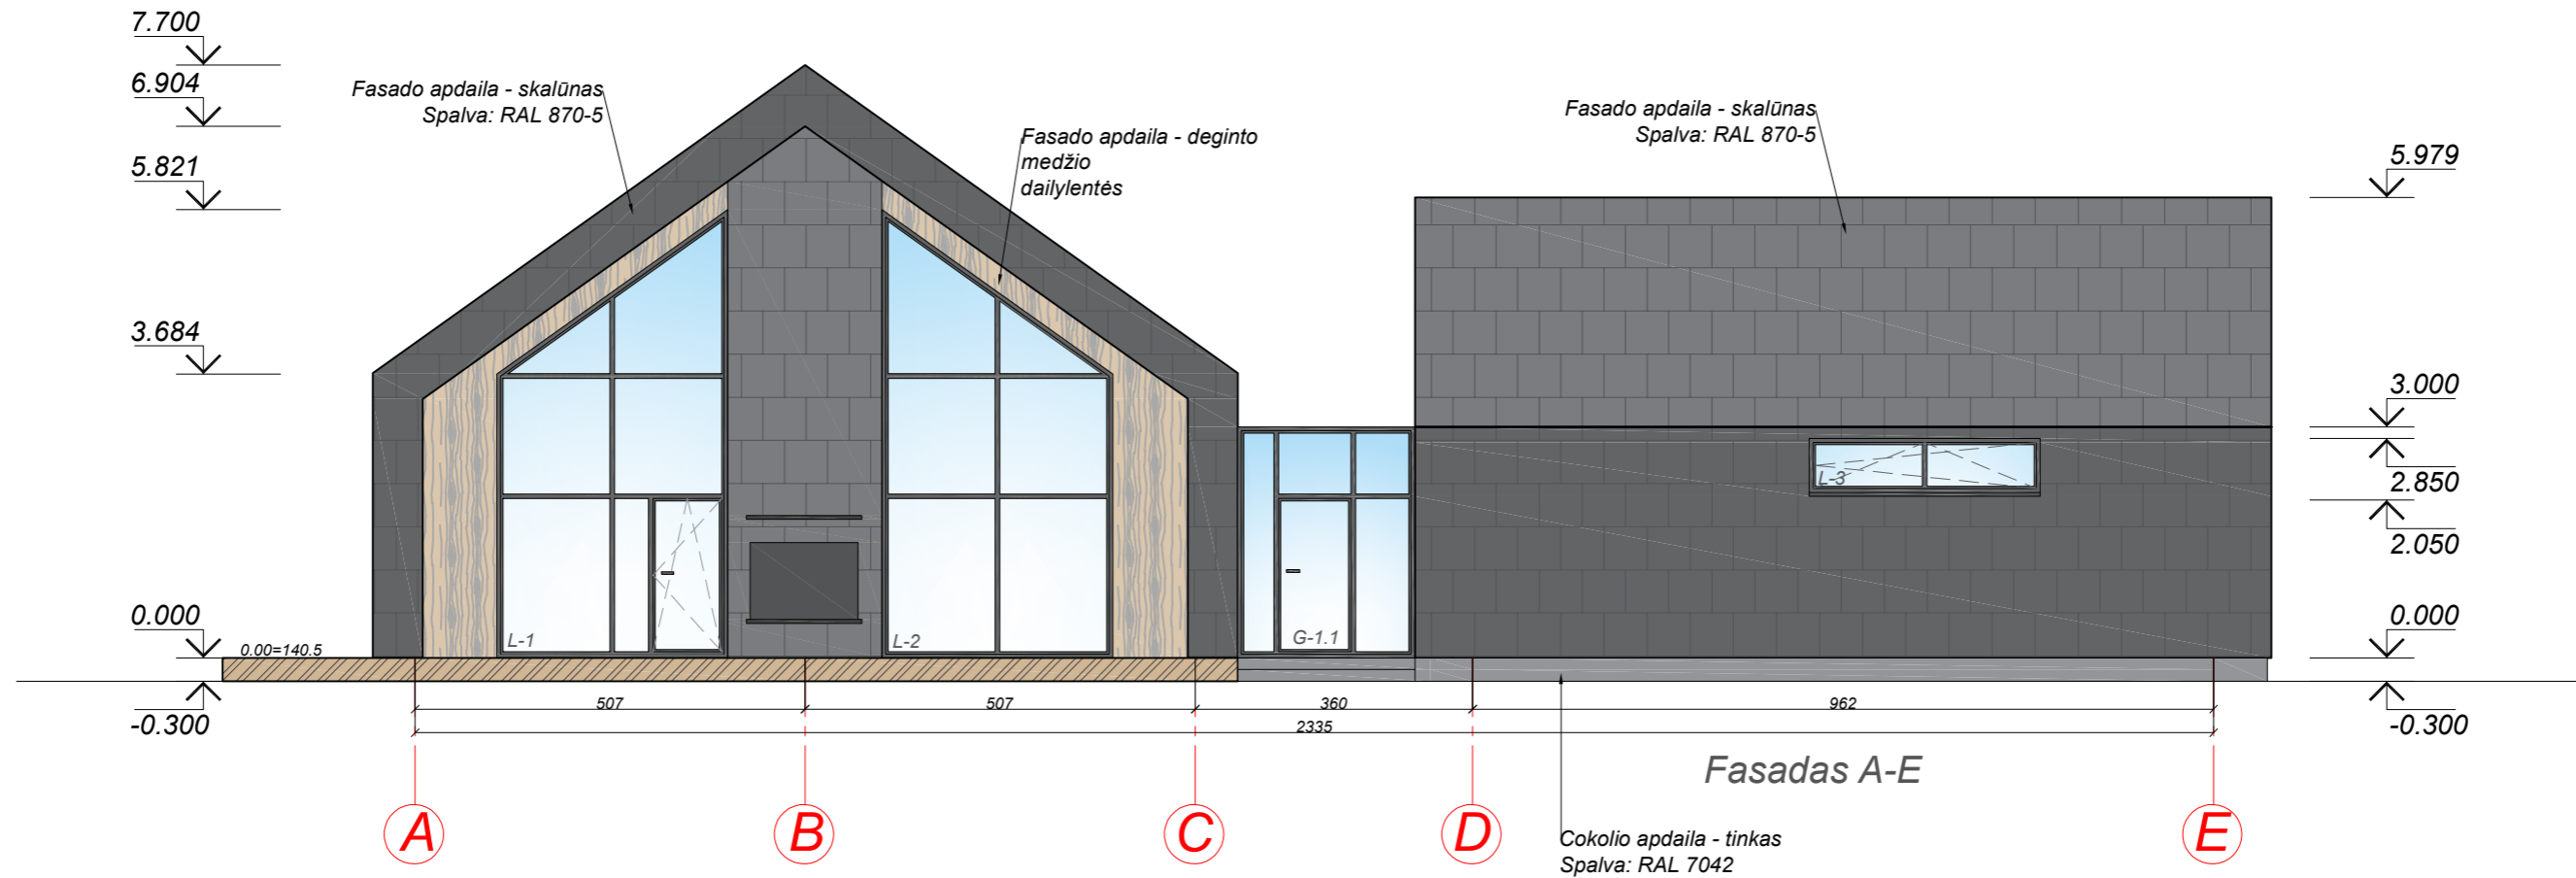 7.700
6.904
5.821
3.684
0.000
-0.300
0.00=140.5
Fasado apdaila - skalūnas
Spalva: RAL 870-5
Fasado apdaila - deginto
medžio
dailylentės
Fasado apdaila - skalūnas
Spalva: RAL 870-5
5.979
3.000
2.850
2.050
0.000
-0.300
L-1
L-2
G-1.1
L-3
507
507
360
962
2335
Fasadas A-E
A
B
C
D
E
Cokolio apdaila - tinkas
Spalva: RAL 7042